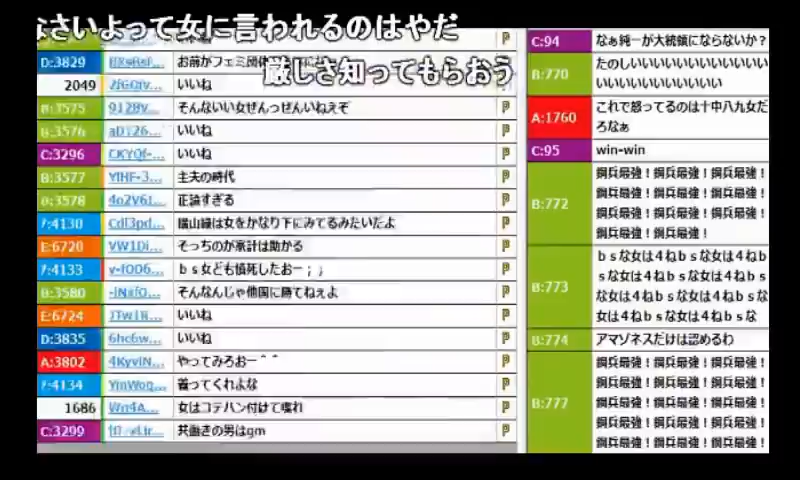 なさいよって女に言われるのはやだ
厳しさ知ってもらおう
D:3829 お前がフェミ団体
2049 いいね
B:3575 9128V... そんないい女ぜんっぜんいねえぞ P
B:3576 いいね P
C:3296 いいね P
B:3577 YIHF-3... 主夫の時代 P
B:3578 正論すぎる P
ｱ:4130 Cdl3pd... 横山緑は女をかなり下にみてるみたいだよ P
E:6720 VW1Di... そっちのが家計は助かる P
ｱ:4133 v-fOD6... ｂｓ女ども憤死したおー；； P
B:3580 そんなんじゃ他国に勝てねぇよ P
E:6724 いいね P
D:3835 6hc6w... いいね P
A:3802 4KyviN... やってみろおー＾＾ P
ｱ:4134 YinWoq... 養ってくれよな P
1686 女はコテハン付けて喋れ P
C:3299 共働きの男はgm P
C:94 なぁ純一が大統領にならないか？
B:770 たのしいいいいいいいいいいいい
いいいいいいいいいいい
A:1760 これで怒ってるのは十中八九女だ
ろなぁ
C:95 win-win
B:772 鋼兵最強！鋼兵最強！鋼兵最強！
鋼兵最強！鋼兵最強！鋼兵最強！
鋼兵最強！鋼兵最強！鋼兵最強！
鋼兵最強！
B:773 ｂｓな女は４ねｂｓな女は４ねｂ
ｓな女は４ねｂｓな女は４ねｂｓ
な女は４ねｂｓな女は４ねｂｓな
女は４ねｂｓな女は４ねｂｓな
B:774 アマゾネスだけは認めるわ
B:777 鋼兵最強！鋼兵最強！鋼兵最強！
鋼兵最強！鋼兵最強！鋼兵最強！
鋼兵最強！鋼兵最強！鋼兵最強！
鋼兵最強！鋼兵最強！鋼兵最強！
鋼兵最強！鋼兵最強！鋼兵最強！